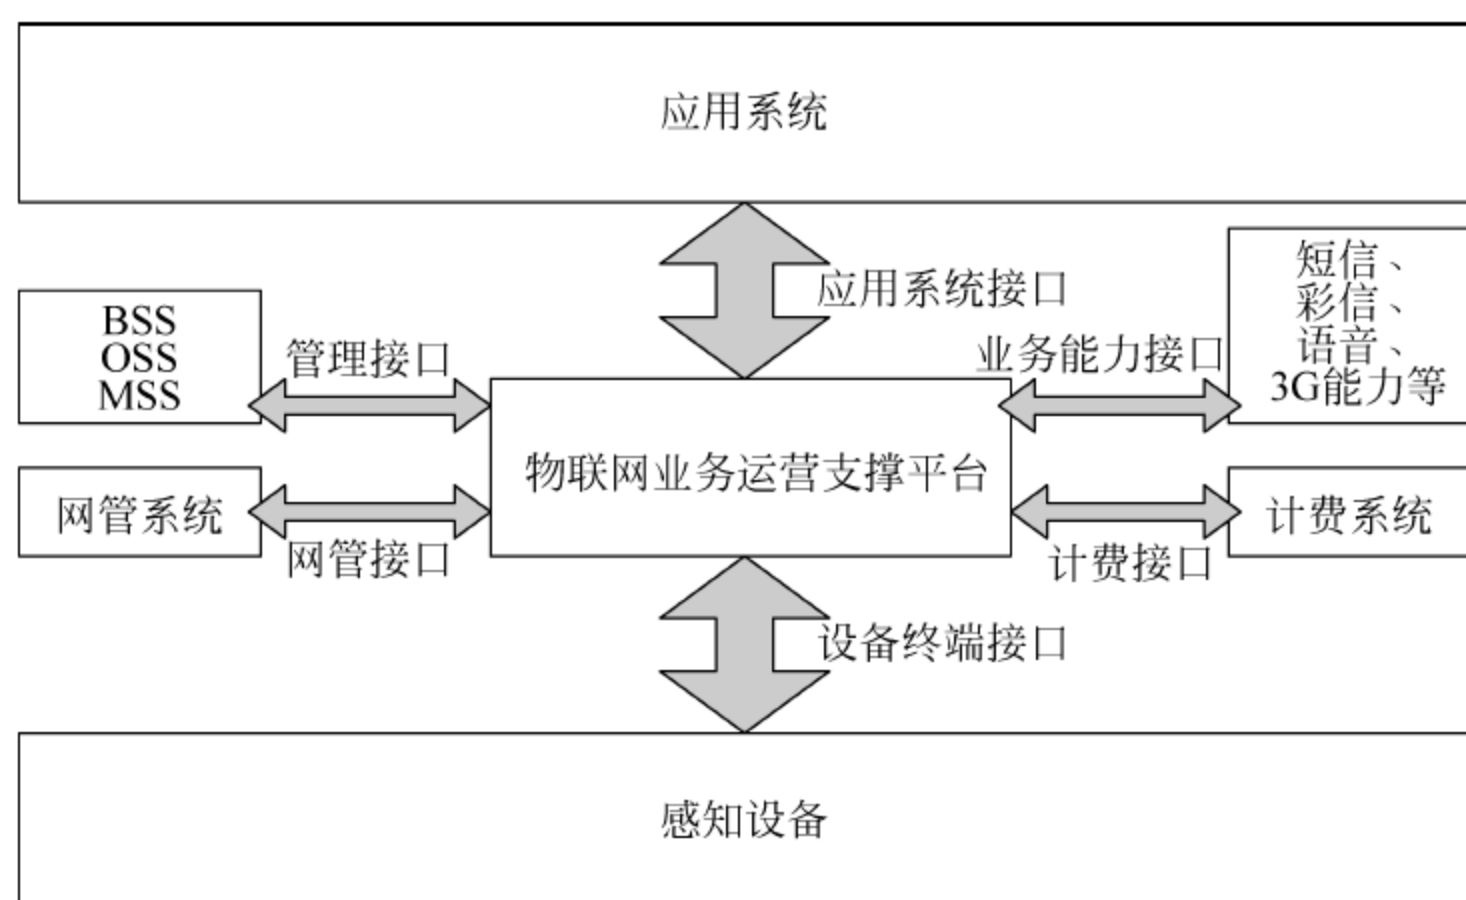 应用系统
应用系统接口
短信、
彩信、
语音、
3G能力等
BSS
OSS
MSS
管理接口
业务能力接口
物联网业务运营支撑平台
网管系统
网管接口
计费系统
计费接口
设备终端接口
感知设备